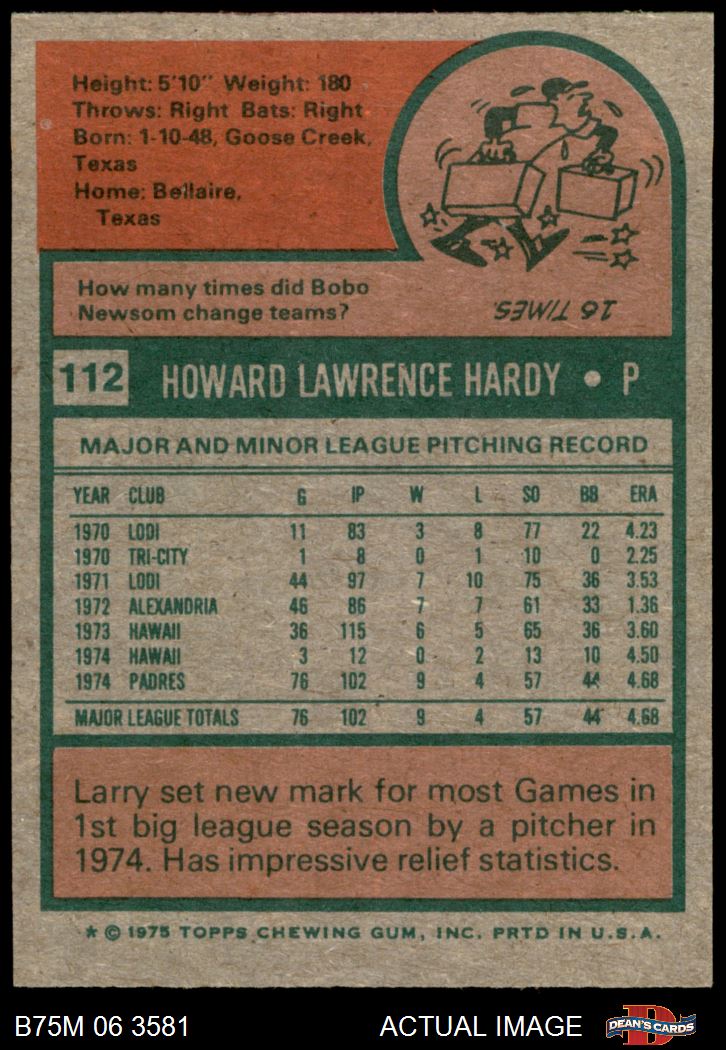 Height: 5'10" Weight: 180
Throws: Right Bats: Right
Born: 1-10-48, Goose Creek,
Texas
Home: Bellaire,
Texas
How many times did Bobo
Newsom change teams?
16 TIMES.
112 HOWARD LAWRENCE HARDY • P
MAJOR AND MINOR LEAGUE PITCHING RECORD
YEAR CLUB G IP W L SO BB ERA
1970 LODI 11 83 3 8 77 22 4.23
1970 TRI-CITY 1 8 0 1 10 0 2.25
1971 LODI 44 97 7 10 75 36 3.53
1972 ALEXANDRIA 46 86 7 7 61 33 1.36
1973 HAWAII 36 115 6 5 65 36 3.60
1974 HAWAII 3 12 0 2 13 10 4.50
1974 PADRES 76 102 9 4 57 44 4.68
MAJOR LEAGUE TOTALS 76 102 9 4 57 44 4.68
Larry set new mark for most Games in
1st big league season by a pitcher in
1974. Has impressive relief statistics.
* © 1975 TOPPS CHEWING GUM, INC. PRTD IN U.S.A.
B75M 06 3581 ACTUAL IMAGE D DEAN'S CARDS